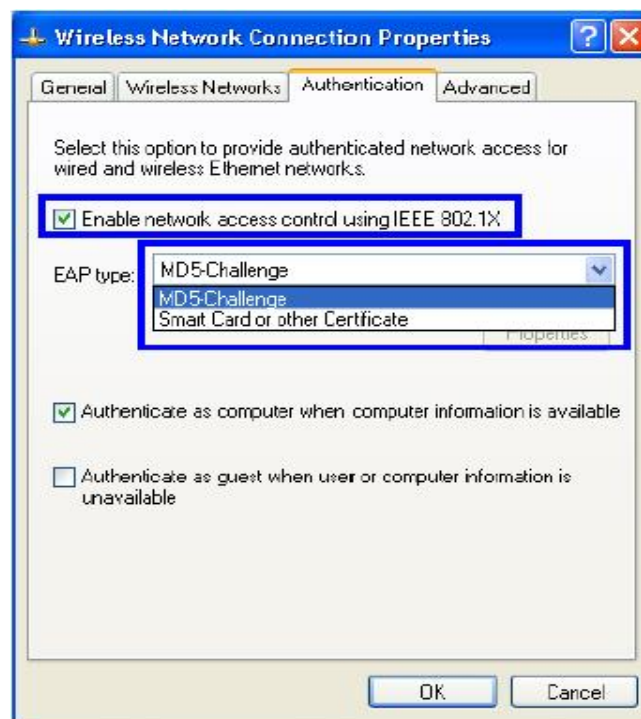 Wireless Network Connection Properties
General Wireless Networks Authentication Advanced
Select this option to provide authenticated network access for
wired and wireless Ethernet networks.
Enable network access control using IEEE 802.1X
EAP type: MD5-Challenge
MD5-Challenge
Smart Card or other Certificate
Properties
Authenticate as computer when computer information is available
Authenticate as guest when user or computer information is
unavailable
OK Cancel